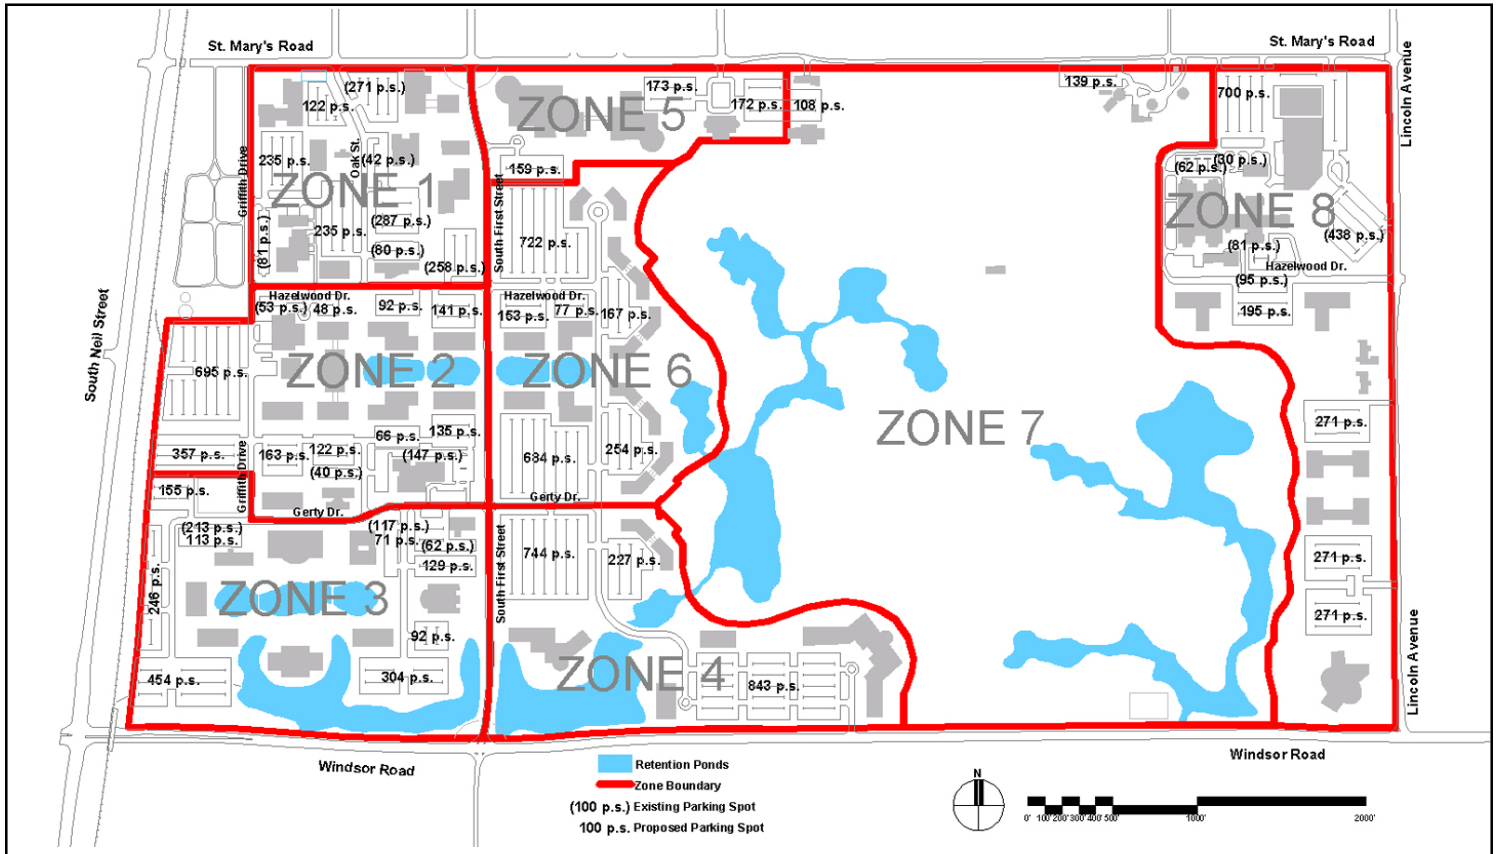 St. Mary's Road
St. Mary's Road
Lincoln Avenue
(271 p.s.)
122 p.s.
173 p.s.
172 p.s.
108 p.s.
139 p.s.
700 p.s.
ZONE 5
Oak St.
235 p.s.
(42 p.s.)
159 p.s.
(30 p.s.)
(62 p.s.)
Griffith Drive
ZONE 1
South First Street
ZONE 8
(287 p.s.)
235 p.s.
(81 p.s.)
(80 p.s.)
(258 p.s.)
722 p.s.
(438 p.s.)
(81 p.s.)
Hazelwood Dr.
(95 p.s.)
Hazelwood Dr.
Hazelwood Dr.
(53 p.s.)
48 p.s.
92 p.s.
141 p.s.
153 p.s.
77 p.s.
167 p.s.
195 p.s.
South Neil Street
695 p.s.
ZONE 2
ZONE 6
ZONE 7
271 p.s.
66 p.s.
135 p.s.
357 p.s.
Griffith Drive
163 p.s.
122 p.s.
(147 p.s.)
(40 p.s.)
684 p.s.
254 p.s.
155 p.s.
Gerty Dr.
Gerty Dr.
(213 p.s.)
113 p.s.
(117 p.s.)
71 p.s.
(62 p.s.)
129 p.s.
South First Street
744 p.s.
227 p.s.
271 p.s.
246 p.s.
ZONE 3
92 p.s.
271 p.s.
454 p.s.
304 p.s.
ZONE 4
843 p.s.
Lincoln Avenue
Windsor Road
Windsor Road
Retention Ponds
Zone Boundary
(100 p.s.) Existing Parking Spot
100 p.s. Proposed Parking Spot
N
0' 100' 200' 300' 400' 500' 1000' 2000'